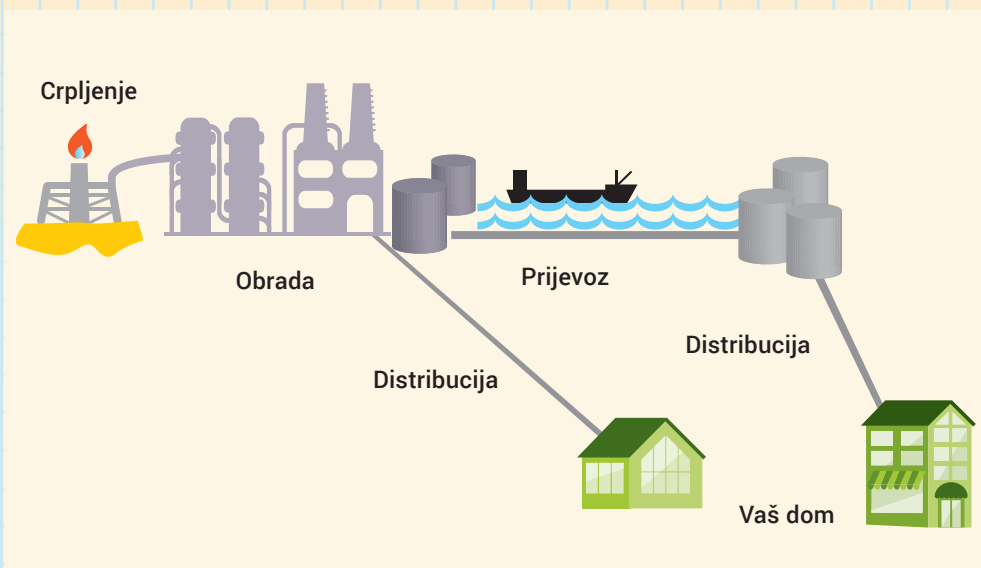 Crpljenje
Obrada
Prijevoz
Distribucija
Distribucija
Vaš dom